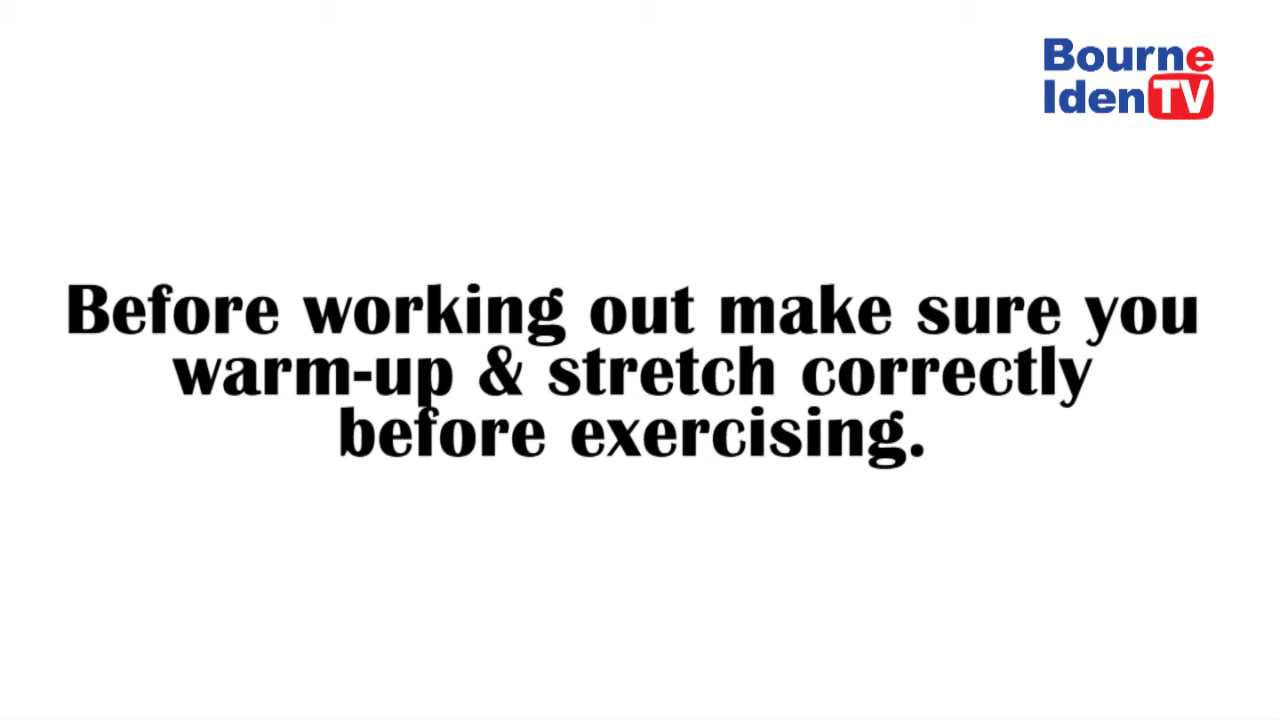 Bourne
IdenTV
Before working out make sure you
warm-up & stretch correctly
before exercising.